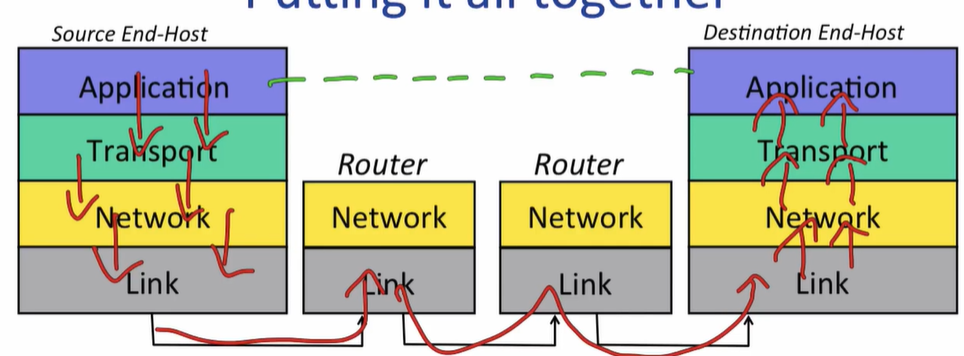 Putting it all together
Source End-Host
Destination End-Host
Application
Application
Transport
Transport
Router
Router
Network
Network
Network
Network
Link
Link
Link
Link